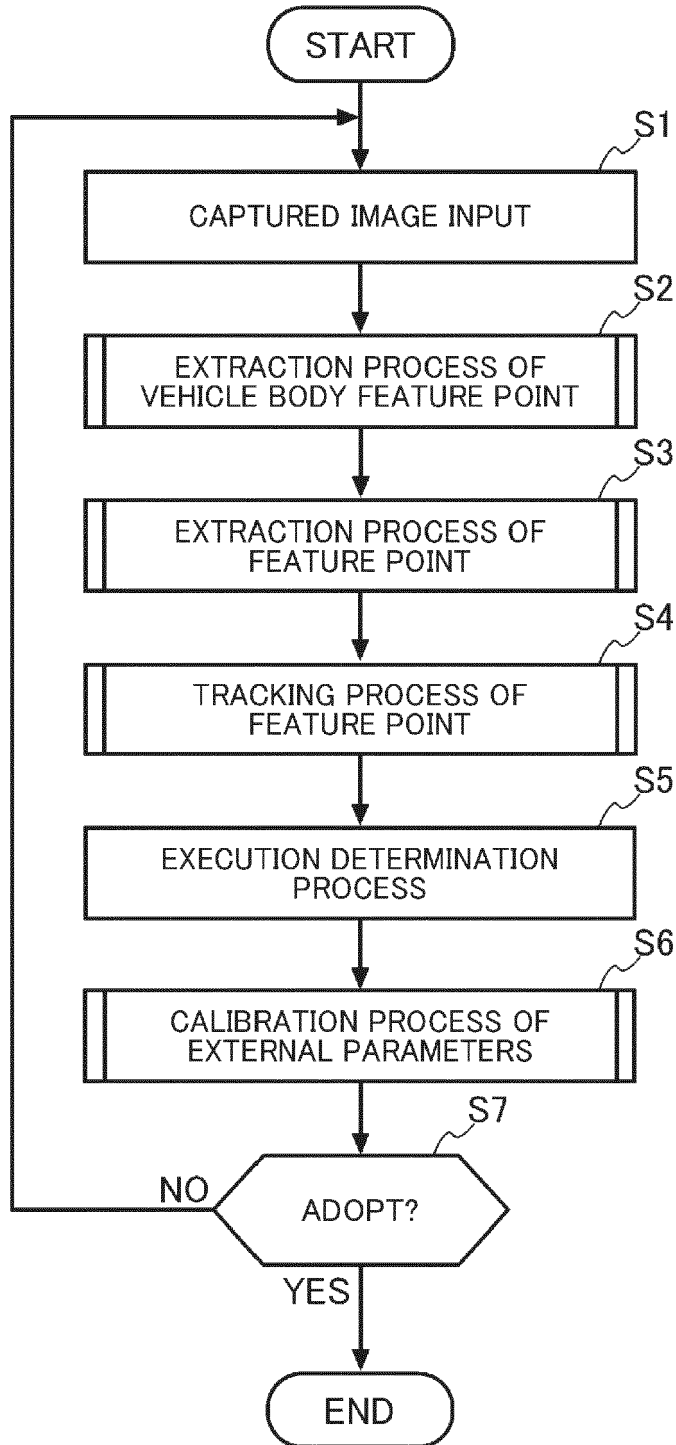 START
S1
CAPTURED IMAGE INPUT
S2
EXTRACTION PROCESS OF
VEHICLE BODY FEATURE POINT
S3
EXTRACTION PROCESS OF
FEATURE POINT
S4
TRACKING PROCESS OF
FEATURE POINT
S5
EXECUTION DETERMINATION
PROCESS
S6
CALIBRATION PROCESS OF
EXTERNAL PARAMETERS
S7
NO
ADOPT?
YES
END